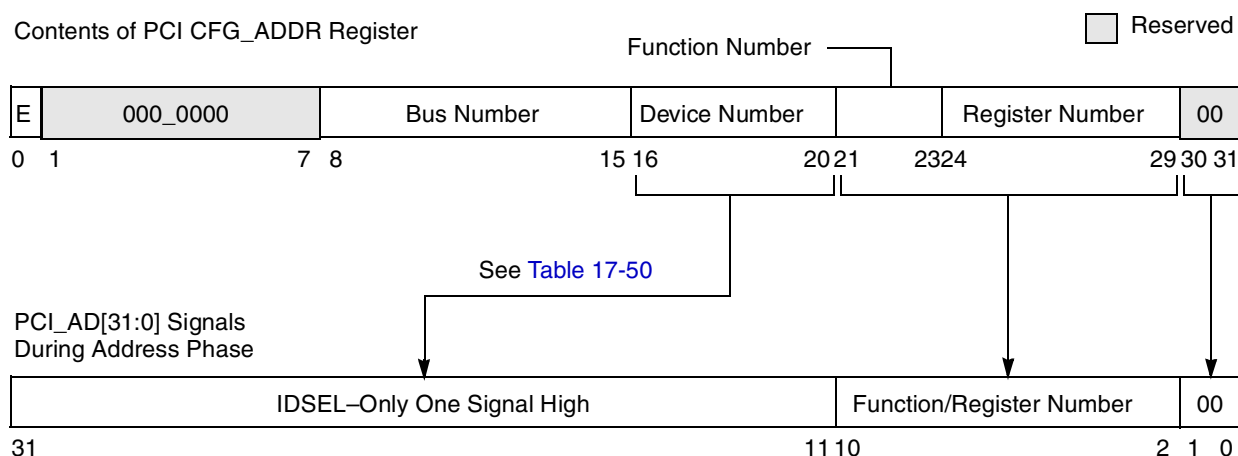 Contents of PCI CFG_ADDR Register
Reserved
Function Number
E 000_0000 Bus Number Device Number Register Number 00
0 1 7 8 15 16 20 21 23 24 29 30 31
See Table 17-50
PCI_AD[31:0] Signals
During Address Phase
IDSEL–Only One Signal High Function/Register Number 00
31 11 10 2 1 0